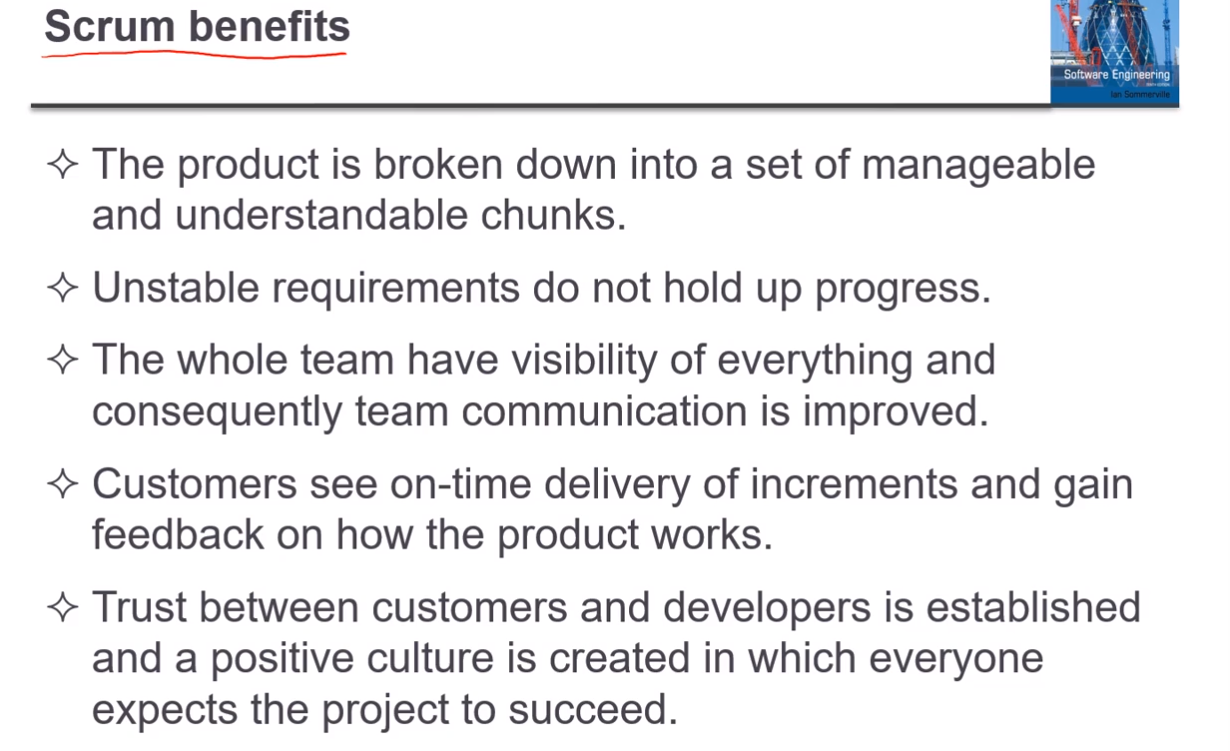 Scrum benefits
Software Engineering
Ian Sommerville
✧ The product is broken down into a set of manageable
and understandable chunks.
✧ Unstable requirements do not hold up progress.
✧ The whole team have visibility of everything and
consequently team communication is improved.
✧ Customers see on-time delivery of increments and gain
feedback on how the product works.
✧ Trust between customers and developers is established
and a positive culture is created in which everyone
expects the project to succeed.